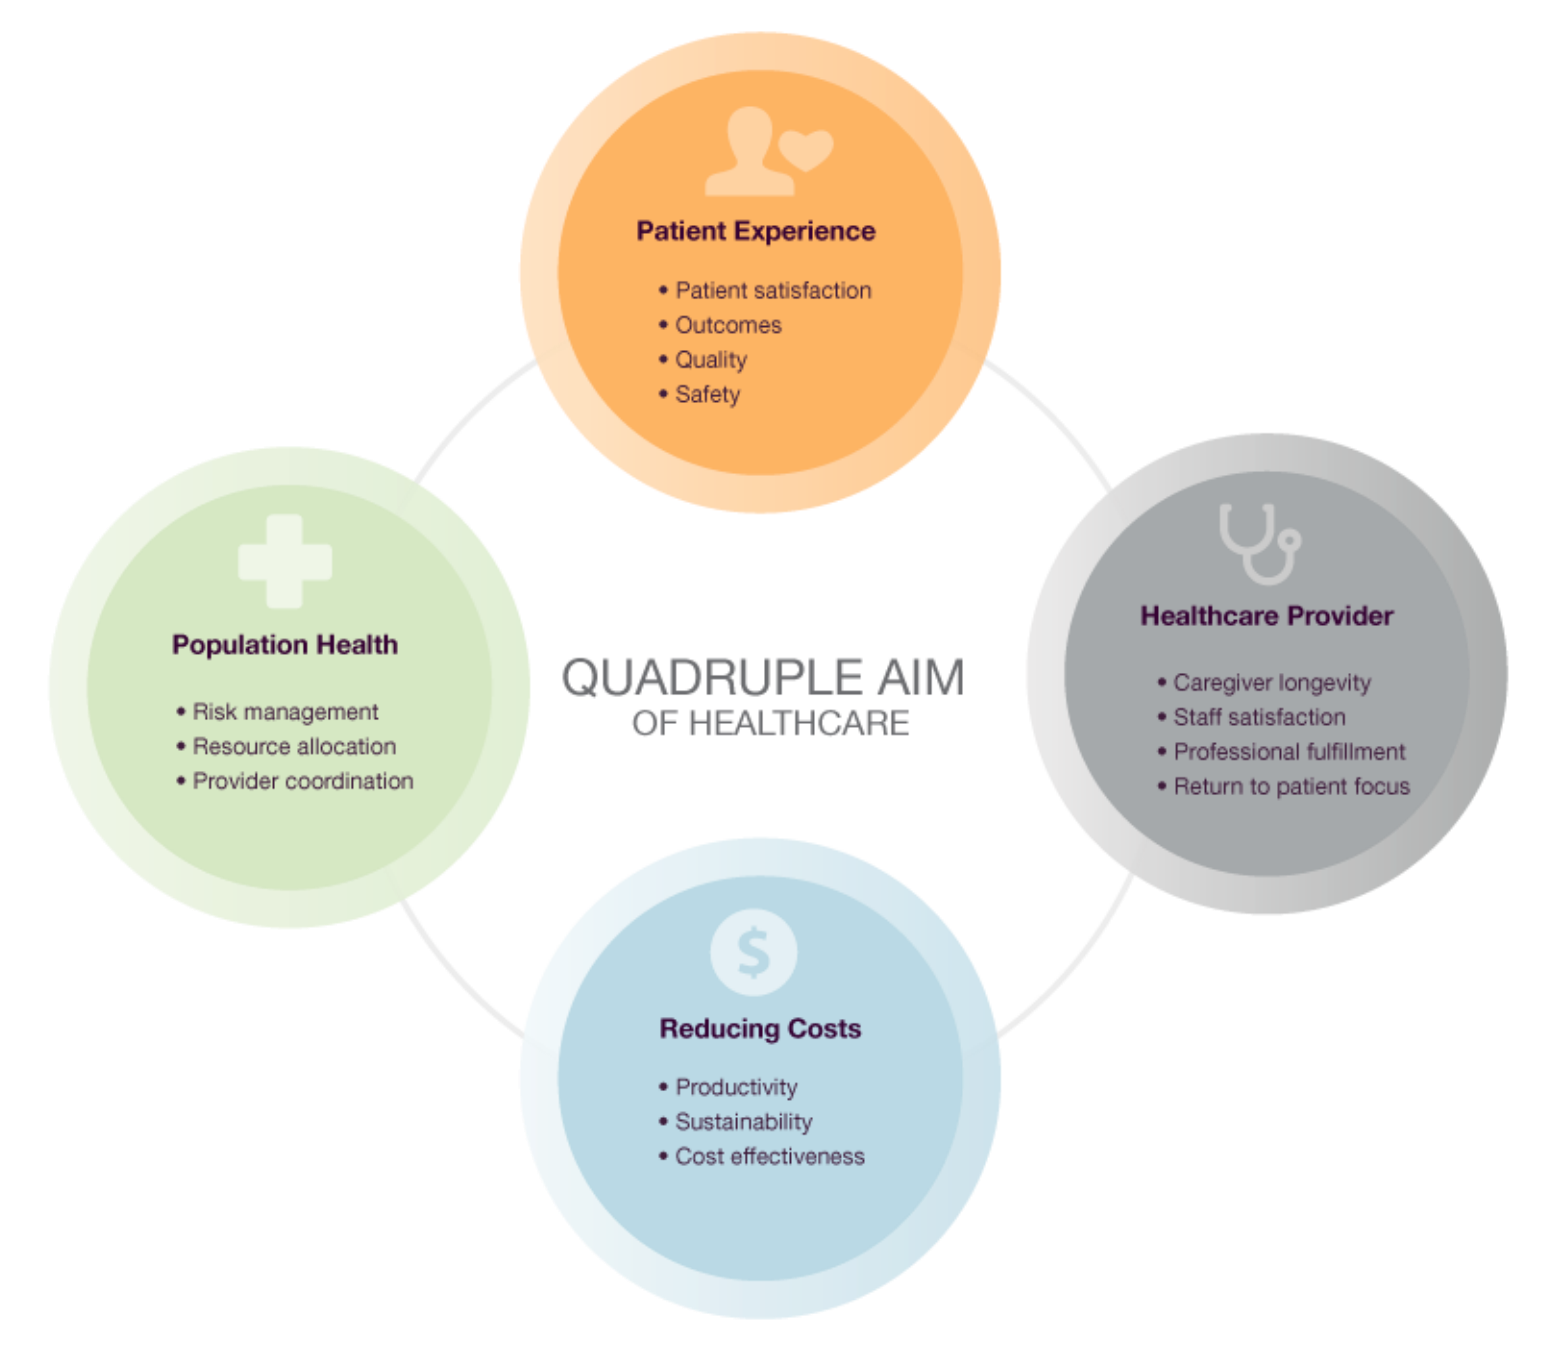 Patient Experience
• Patient satisfaction
• Outcomes
• Quality
• Safety
Healthcare Provider
• Caregiver longevity
• Staff satisfaction
• Professional fulfillment
• Return to patient focus
Population Health
• Risk management
• Resource allocation
• Provider coordination
QUADRUPLE AIM
OF HEALTHCARE
$
Reducing Costs
• Productivity
• Sustainability
• Cost effectiveness